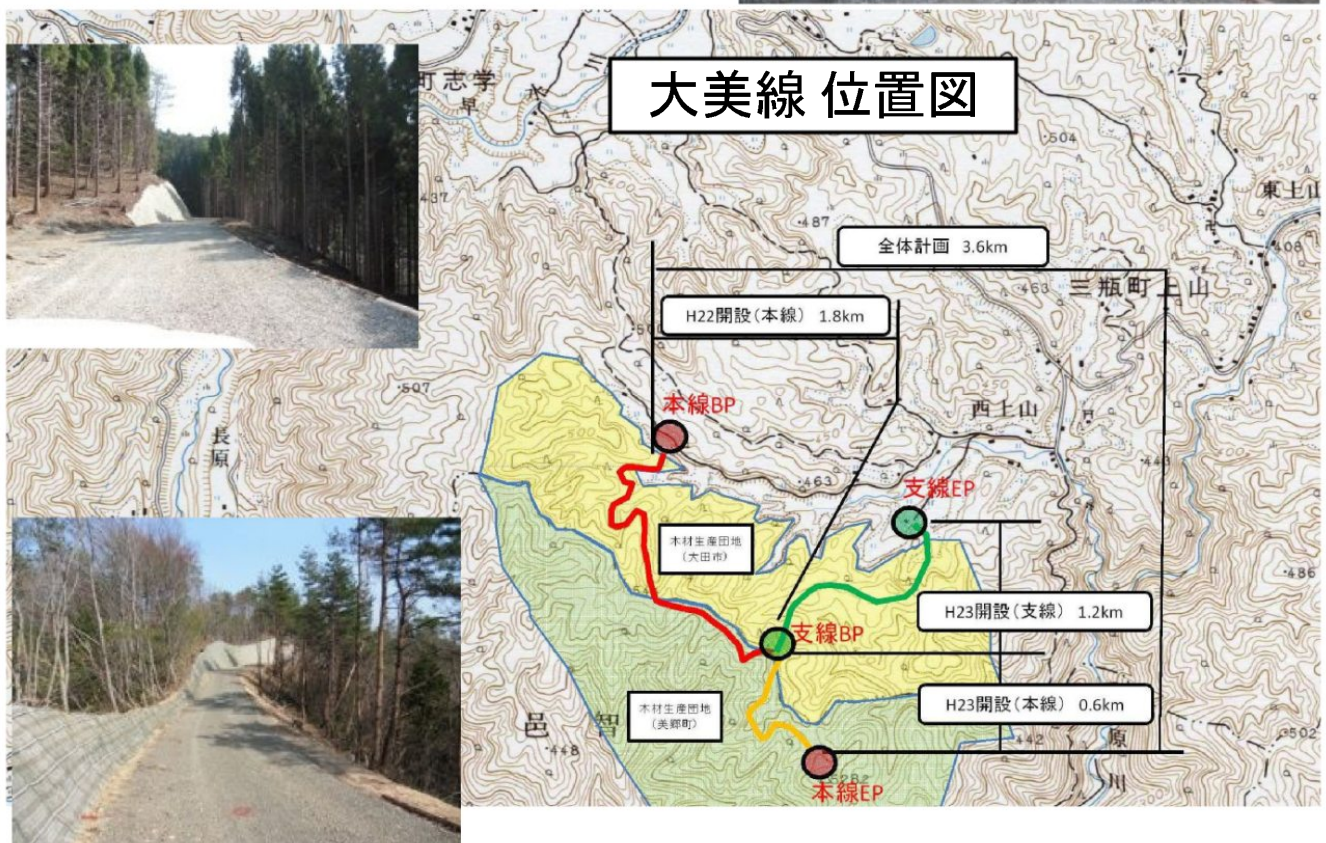 大美線 位置図
町志学
早
水
川
437
・504
・487
東上山
408
全体計画 3.6km
・463
三瓶町上山
H22開設(本線) 1.8km
・507
長原
本線BP
西上山
・463
支線EP
木材生産団地
(大田市)
・486
H23開設(支線) 1.2km
支線BP
木材生産団地
(美郷町)
H23開設(本線) 0.6km
邑 智
・448
・442
原川
・502
本線EP